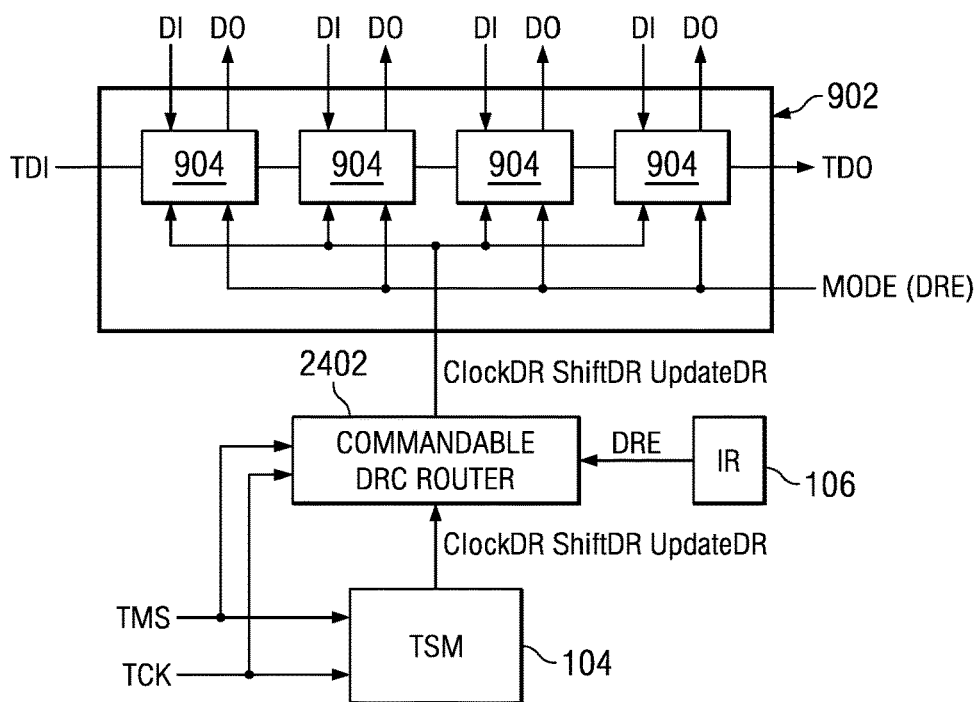 DI DO DI DO DI DO DI DO
902
TDI 904 904 904 904 TDO
MODE (DRE)
2402
ClockDR ShiftDR UpdateDR
COMMANDABLE
DRC ROUTER
DRE
IR
106
ClockDR ShiftDR UpdateDR
TMS
TSM
TCK
104